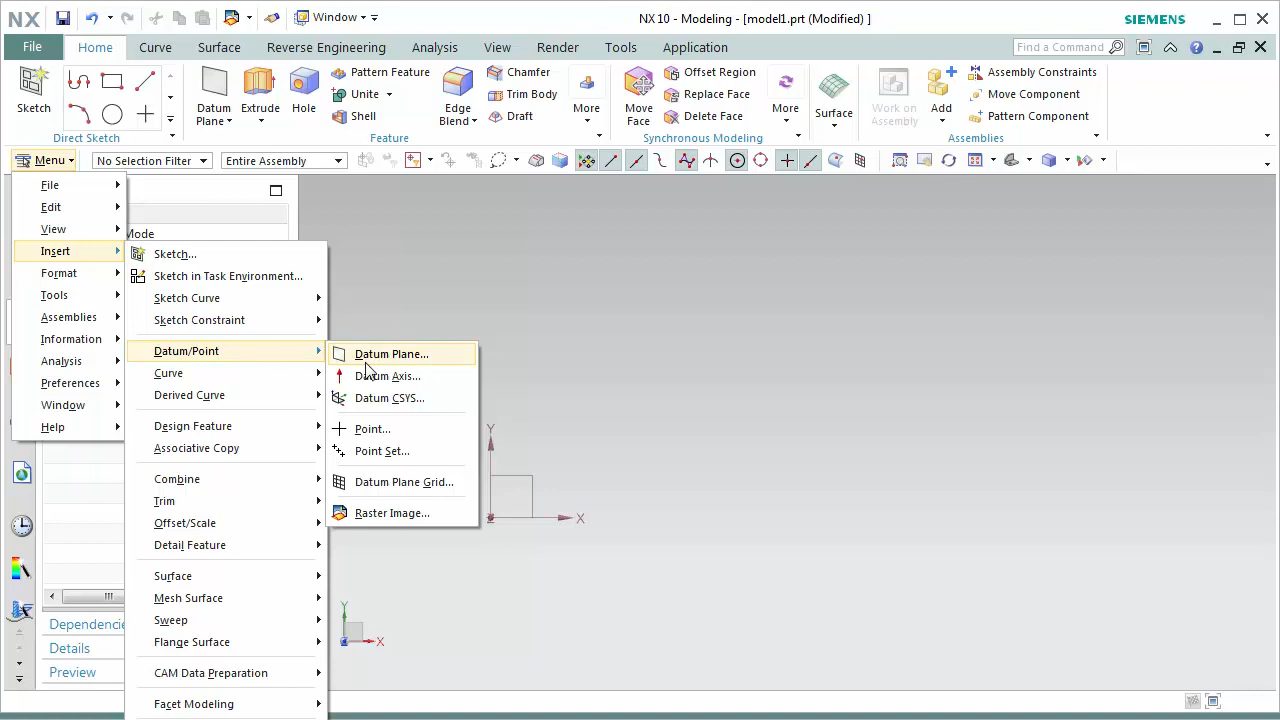 NX
Window
NX 10 - Modeling - [model1.prt (Modified) ]
SIEMENS
File
Home
Curve
Surface
Reverse Engineering
Analysis
View
Render
Tools
Application
Find a Command
Sketch
Direct Sketch
Datum
Plane
Extrude
Hole
Pattern Feature
Unite
Shell
Edge
Blend
Chamfer
Trim Body
Draft
More
Feature
Move
Face
Offset Region
Replace Face
Delete Face
More
Synchronous Modeling
Surface
Work on
Assembly
Add
Assembly Constraints
Move Component
Pattern Component
Assemblies
Menu
No Selection Filter
Entire Assembly
File
Edit
View
Insert
Format
Tools
Assemblies
Information
Analysis
Preferences
Window
Help
Mode
Sketch...
Sketch in Task Environment...
Sketch Curve
Sketch Constraint
Datum/Point
Curve
Derived Curve
Design Feature
Associative Copy
Combine
Trim
Offset/Scale
Detail Feature
Surface
Mesh Surface
Sweep
Flange Surface
CAM Data Preparation
Facet Modeling
Datum Plane...
Datum Axis...
Datum CSYS...
Point...
Point Set...
Datum Plane Grid...
Raster Image...
Y
X
Z
Y
X
Details
Preview